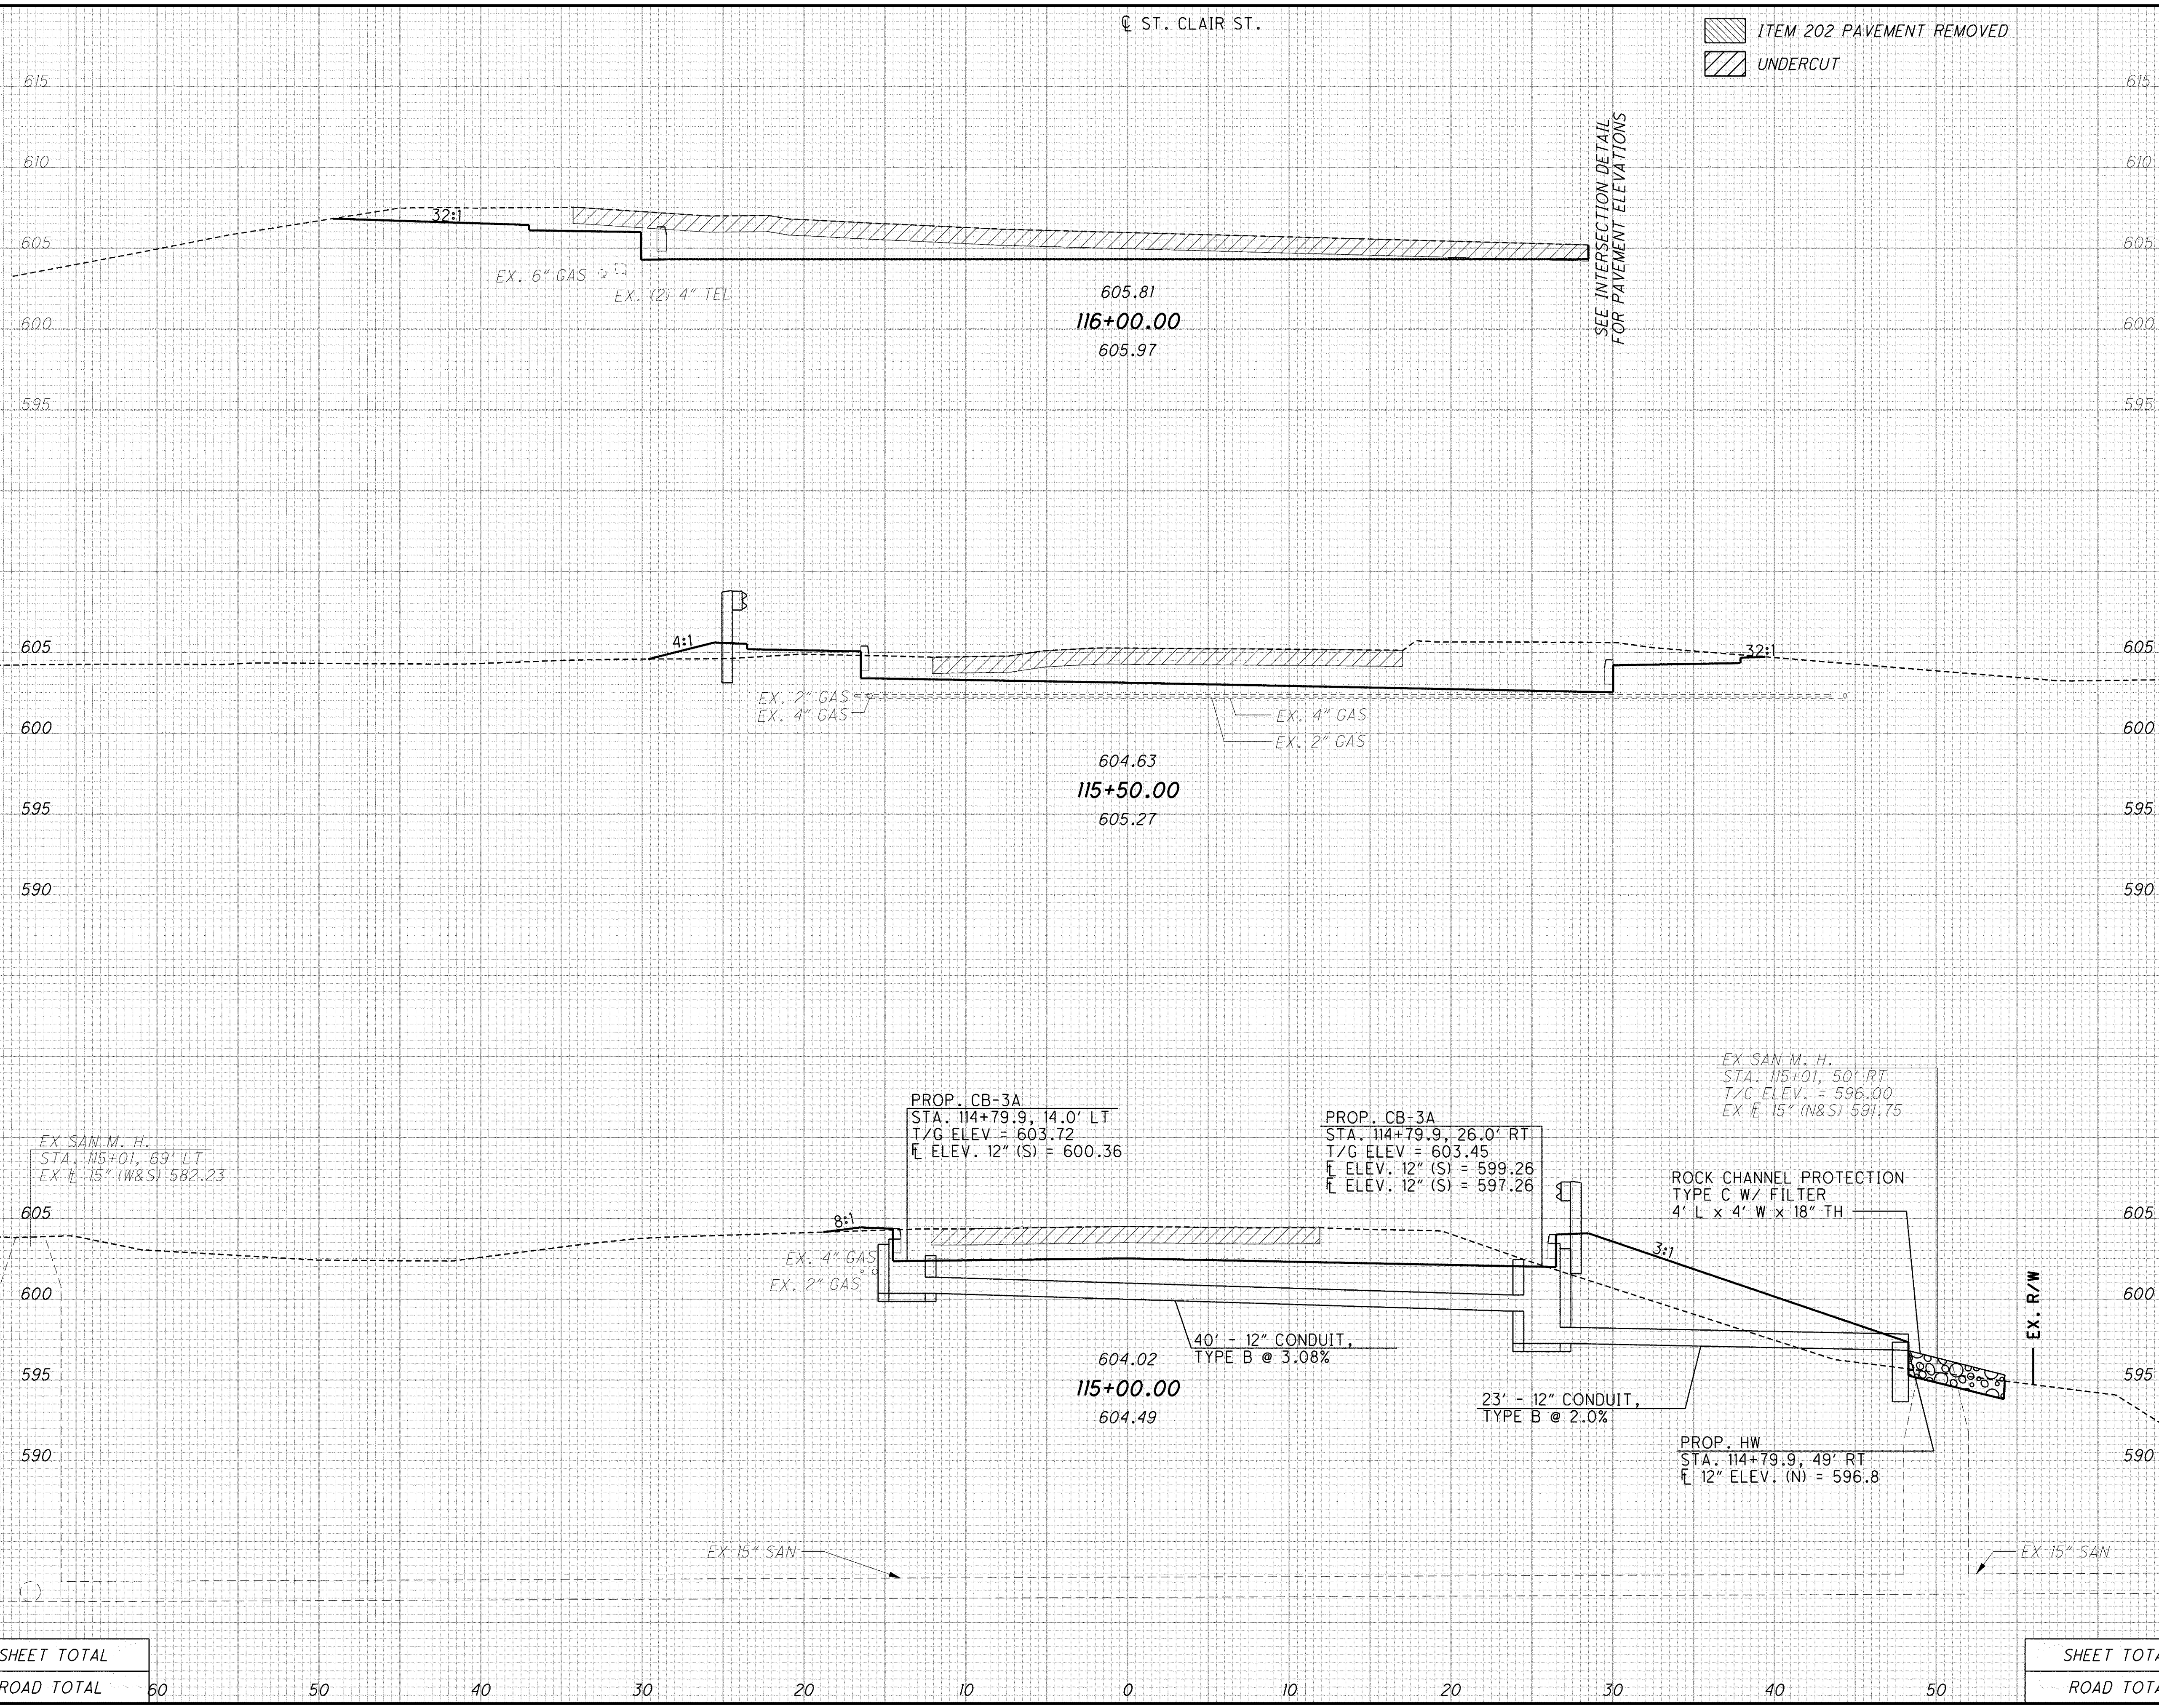 ℄ ST. CLAIR ST.
ITEM 202 PAVEMENT REMOVED
UNDERCUT
615
615
610
610
605
605
600
600
595
595
SEE INTERSECTION DETAIL
FOR PAVEMENT ELEVATIONS
32:1
EX. 6" GAS
EX. (2) 4" TEL
605.81
116+00.00
605.97
605
605
600
600
595
595
590
590
4:1
32:1
EX. 2" GAS
EX. 4" GAS
EX. 4" GAS
EX. 2" GAS
604.63
115+50.00
605.27
EX SAN M. H.
STA. 115+01, 50' RT
T/C ELEV. = 596.00
EX FL 15" (N&S) 591.75
PROP. CB-3A
STA. 114+79.9, 14.0' LT
T/G ELEV = 603.72
FL ELEV. 12" (S) = 600.36
PROP. CB-3A
STA. 114+79.9, 26.0' RT
T/G ELEV = 603.45
FL ELEV. 12" (S) = 599.26
FL ELEV. 12" (S) = 597.26
EX SAN M. H.
STA. 115+01, 69' LT
EX FL 15" (W&S) 582.23
ROCK CHANNEL PROTECTION
TYPE C W/ FILTER
4' L x 4' W x 18" TH
605
605
600
600
595
595
590
590
8:1
3:1
EX. 4" GAS
EX. 2" GAS
EX. R/W
40' - 12" CONDUIT,
TYPE B @ 3.08%
604.02
115+00.00
604.49
23' - 12" CONDUIT,
TYPE B @ 2.0%
PROP. HW
STA. 114+79.9, 49' RT
FL 12" ELEV. (N) = 596.8
EX 15" SAN
EX 15" SAN
SHEET TOTAL
ROAD TOTAL
SHEET TOTA
ROAD TOTA
60 50 40 30 20 10 0 10 20 30 40 50